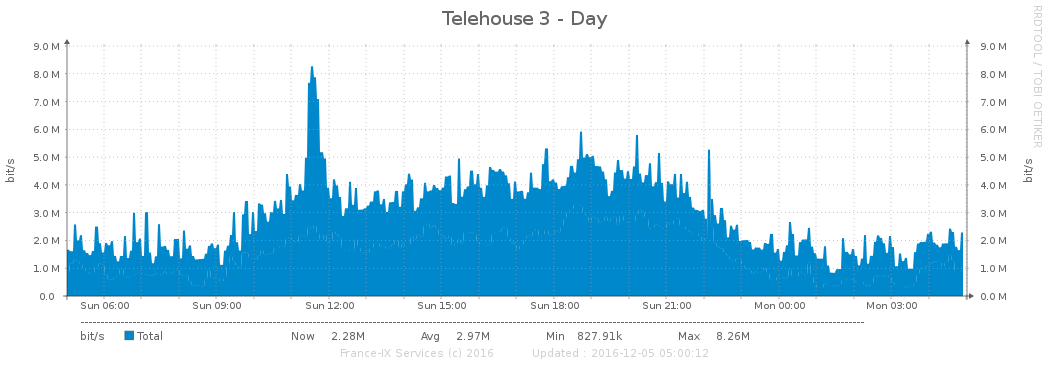 Telehouse 3 - Day
RRDTOOL / TOBI OETIKER
bit/s
9.0 M 9.0 M
8.0 M 8.0 M
7.0 M 7.0 M
6.0 M 6.0 M
5.0 M 5.0 M
4.0 M 4.0 M
3.0 M 3.0 M
2.0 M 2.0 M
1.0 M 1.0 M
0.0 0.0 M
bit/s
Sun 06:00 Sun 09:00 Sun 12:00 Sun 15:00 Sun 18:00 Sun 21:00 Mon 00:00 Mon 03:00
bit/s Total Now 2.28M Avg 2.97M Min 827.91k Max 8.26M
France-IX Services (c) 2016 Updated : 2016-12-05 05:00:12